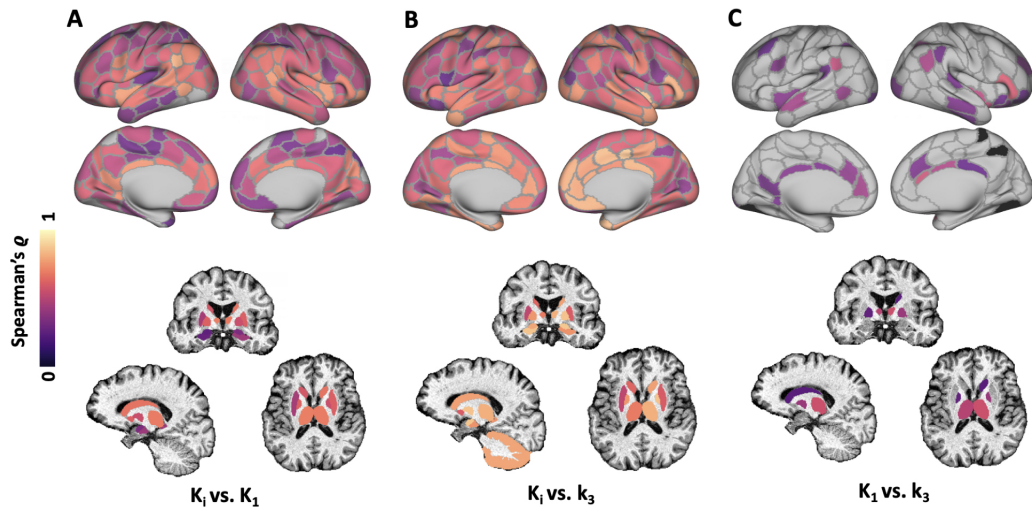 A
B
C
Spearman's ϱ
0
1
Kᵢ vs. K₁
Kᵢ vs. k₃
K₁ vs. k₃